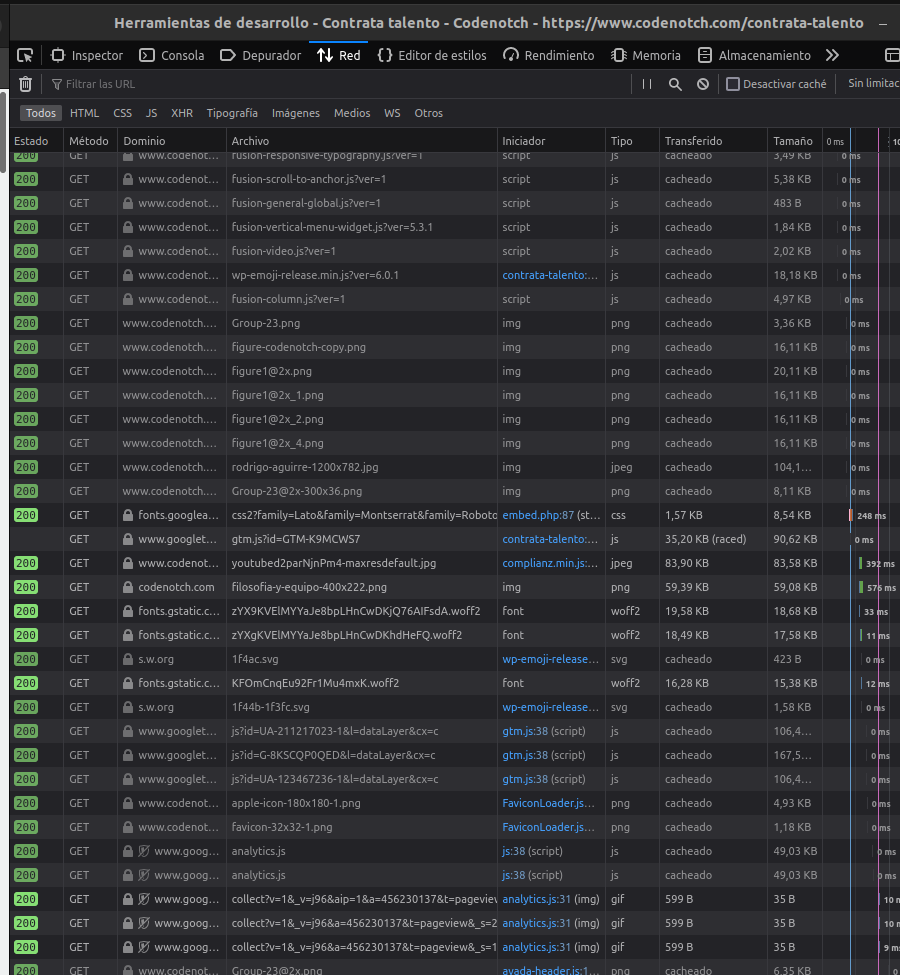 Herramientas de desarrollo - Contrata talento - Codenotch - https://www.codenotch.com/contrata-talento
Inspector Consola Depurador Red Editor de estilos Rendimiento Memoria Almacenamiento
Filtrar las URL Desactivar caché Sin limitac
Todos HTML CSS JS XHR Tipografía Imágenes Medios WS Otros
Estado Método Dominio Archivo Iniciador Tipo Transferido Tamaño 0 ms 10
200 GET www.codenot... fusion-responsive-typography.js?ver=1 script js cacheado 3,49 KB 0 ms
200 GET www.codenot... fusion-scroll-to-anchor.js?ver=1 script js cacheado 5,38 KB 0 ms
200 GET www.codenot... fusion-general-global.js?ver=1 script js cacheado 483 B 0 ms
200 GET www.codenot... fusion-vertical-menu-widget.js?ver=5.3.1 script js cacheado 1,84 KB 0 ms
200 GET www.codenot... fusion-video.js?ver=1 script js cacheado 2,02 KB 0 ms
200 GET www.codenot... wp-emoji-release.min.js?ver=6.0.1 contrata-talento:... js cacheado 18,18 KB 0 ms
200 GET www.codenot... fusion-column.js?ver=1 script js cacheado 4,97 KB 0 ms
200 GET www.codenotch.... Group-23.png img png cacheado 3,36 KB 0 ms
200 GET www.codenotch.... figure-codenotch-copy.png img png cacheado 16,11 KB 0 ms
200 GET www.codenotch.... figure1@2x.png img png cacheado 20,11 KB 0 ms
200 GET www.codenotch.... figure1@2x_1.png img png cacheado 16,11 KB 0 ms
200 GET www.codenotch.... figure1@2x_2.png img png cacheado 16,11 KB 0 ms
200 GET www.codenotch.... figure1@2x_4.png img png cacheado 16,11 KB 0 ms
200 GET www.codenotch.... rodrigo-aguirre-1200x782.jpg img jpeg cacheado 104,1... 0 ms
200 GET www.codenotch.... Group-23@2x-300x36.png img png cacheado 8,11 KB 0 ms
200 GET fonts.googlea... css2?family=Lato&family=Montserrat&family=Roboto embed.php:87 (st... css 1,57 KB 8,54 KB 248 ms
GET www.googlet... gtm.js?id=GTM-K9MCWS7 contrata-talento:... js 35,20 KB (raced) 90,62 KB 0 ms
200 GET www.codenot... youtubed2parNjnPm4-maxresdefault.jpg complianz.min.js:... jpeg 83,90 KB 83,58 KB 392 ms
200 GET codenotch.com filosofia-y-equipo-400x222.png img png 59,39 KB 59,08 KB 576 ms
200 GET fonts.gstatic.c... zYX9KVElMYYaJe8bpLHnCwDKjQ76AIFsdA.woff2 font woff2 19,58 KB 18,68 KB 33 ms
200 GET fonts.gstatic.c... zYXgKVElMYYaJe8bpLHnCwDKhdHeFQ.woff2 font woff2 18,49 KB 17,58 KB 11 ms
200 GET s.w.org 1f4ac.svg wp-emoji-release... svg cacheado 423 B 0 ms
200 GET fonts.gstatic.c... KFOmCnqEu92Fr1Mu4mxK.woff2 font woff2 16,28 KB 15,38 KB 12 ms
200 GET s.w.org 1f44b-1f3fc.svg wp-emoji-release... svg cacheado 1,58 KB 0 ms
200 GET www.googlet... js?id=UA-211217023-1&l=dataLayer&cx=c gtm.js:38 (script) js cacheado 106,4... 0 ms
200 GET www.googlet... js?id=G-8KSCQP0QED&l=dataLayer&cx=c gtm.js:38 (script) js cacheado 167,5... 0 ms
200 GET www.googlet... js?id=UA-123467236-1&l=dataLayer&cx=c gtm.js:38 (script) js cacheado 106,4... 0 ms
200 GET www.codenot... apple-icon-180x180-1.png FaviconLoader.js... png cacheado 4,93 KB 0 ms
200 GET www.codenot... favicon-32x32-1.png FaviconLoader.js... png cacheado 1,18 KB 0 ms
200 GET www.goog... analytics.js js:38 (script) js cacheado 49,03 KB 0 ms
200 GET www.goog... analytics.js js:38 (script) js cacheado 49,03 KB 0 ms
200 GET www.goog... collect?v=1&_v=j96&aip=1&a=456230137&t=pageview analytics.js:31 (img) gif 599 B 35 B 10 m
200 GET www.goog... collect?v=1&_v=j96&a=456230137&t=pageview&_s=2 analytics.js:31 (img) gif 599 B 35 B 10 m
200 GET www.goog... collect?v=1&_v=j96&a=456230137&t=pageview&_s=1 analytics.js:31 (img) gif 599 B 35 B 9 ms
200 GET www.codenot... Group-23@2x.png avada-header.js:1... png cacheado 6,35 KB 0 m